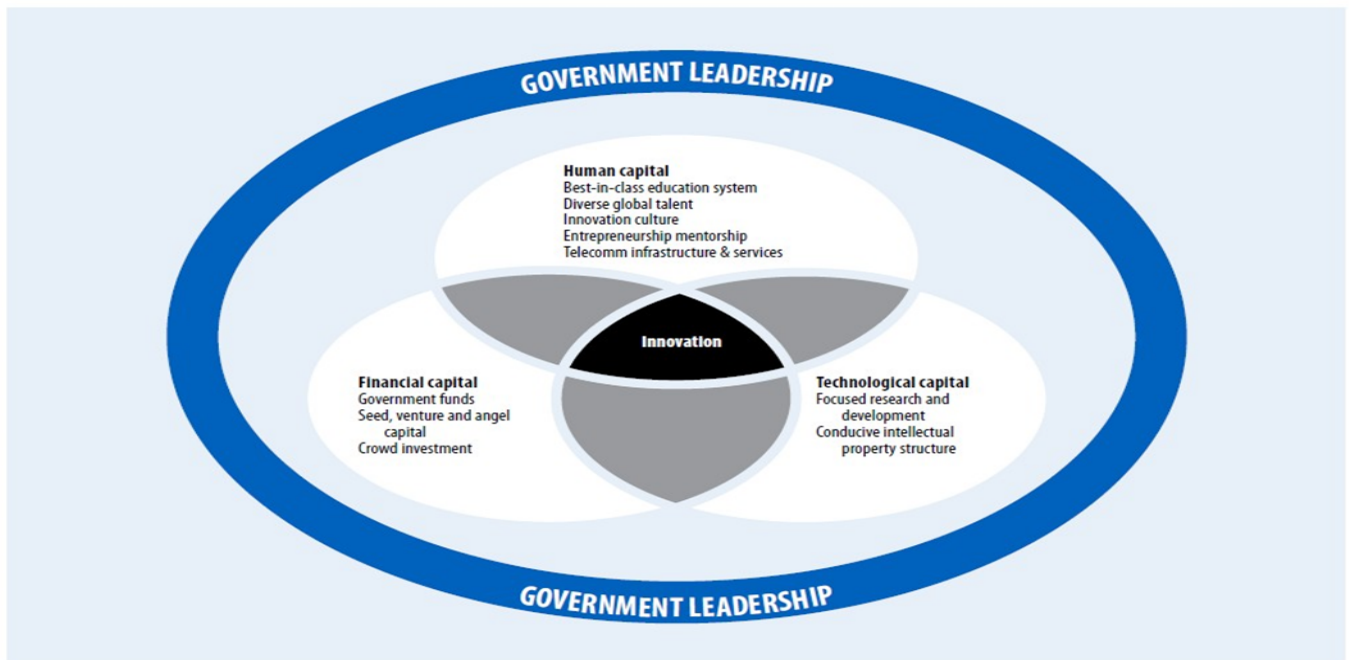 GOVERNMENT LEADERSHIP
Human capital
Best-in-class education system
Diverse global talent
Innovation culture
Entrepreneurship mentorship
Telecomm infrastructure & services
Innovation
Financial capital
Government funds
Seed, venture and angel
capital
Crowd investment
Technological capital
Focused research and
development
Conducive intellectual
property structure
GOVERNMENT LEADERSHIP